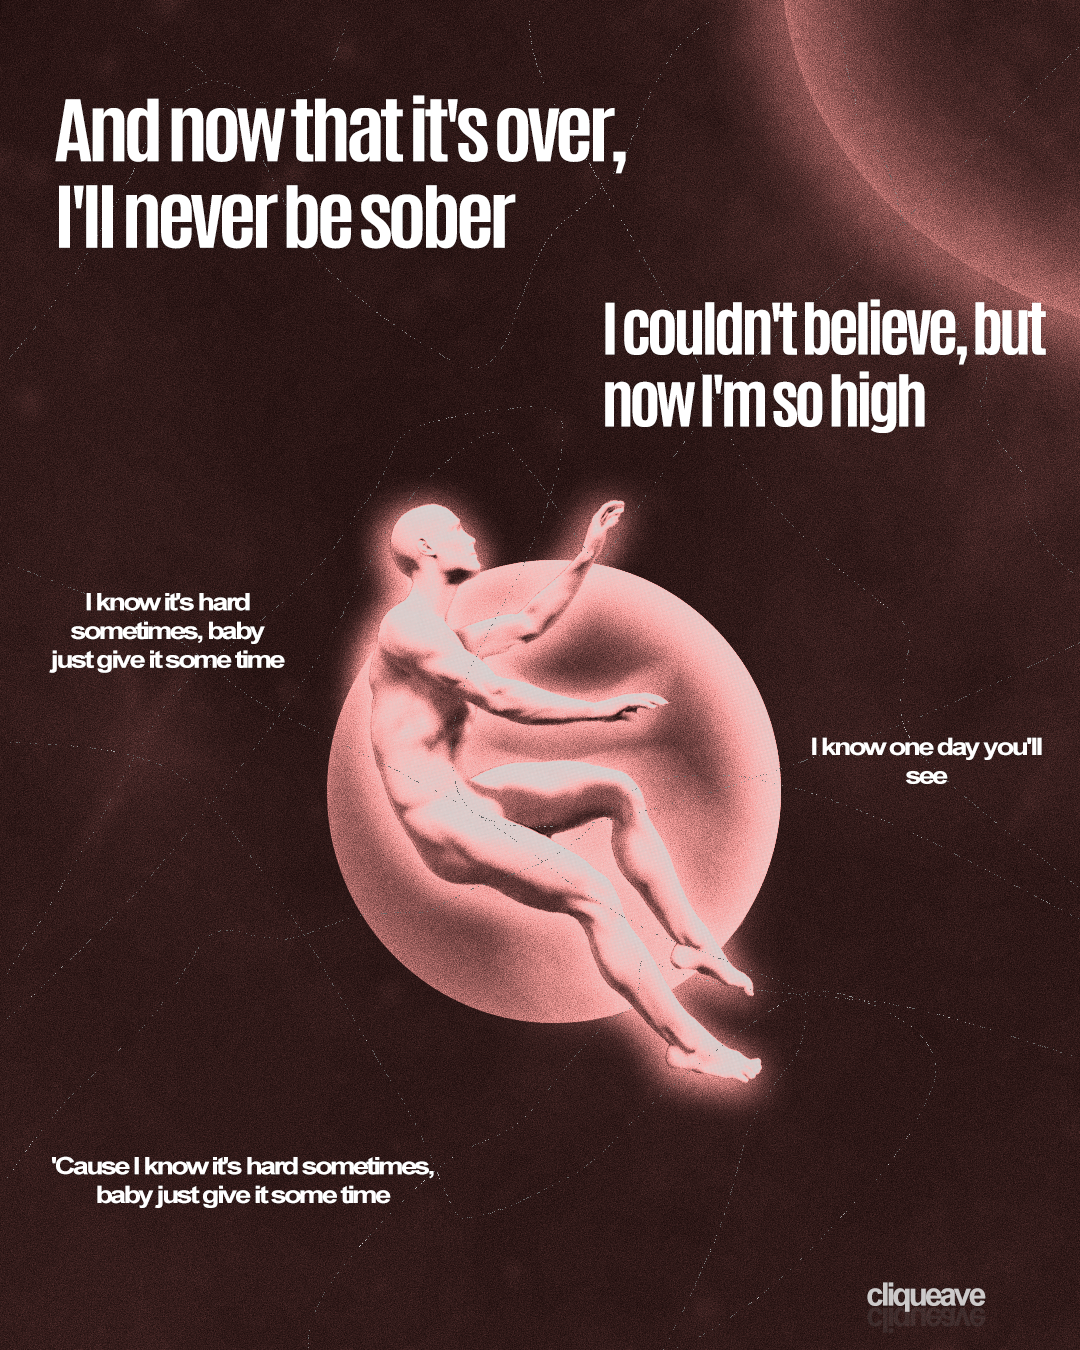 And now that it's over,
I'll never be sober
I couldn't believe, but
now I'm so high
I know it's hard
sometimes, baby
just give it some time
I know one day you'll
see
'Cause I know it's hard sometimes,
baby just give it some time
cliqueave